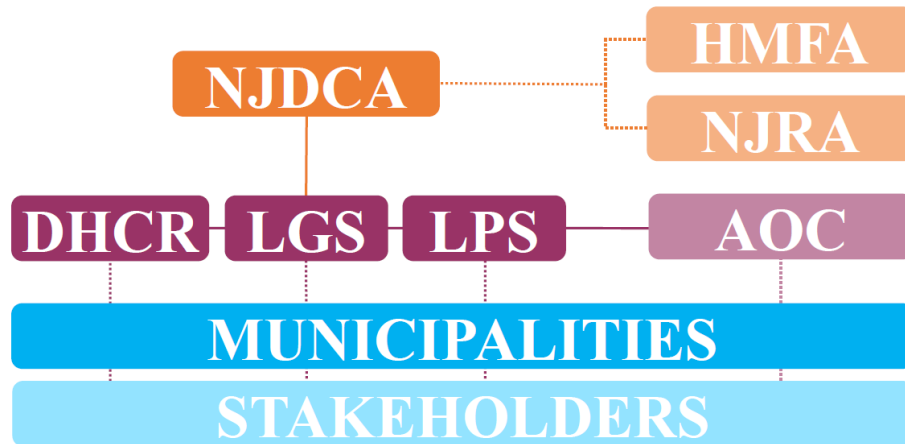 HMFA
NJDCA
NJRA
DHCR LGS LPS AOC
MUNICIPALITIES
STAKEHOLDERS